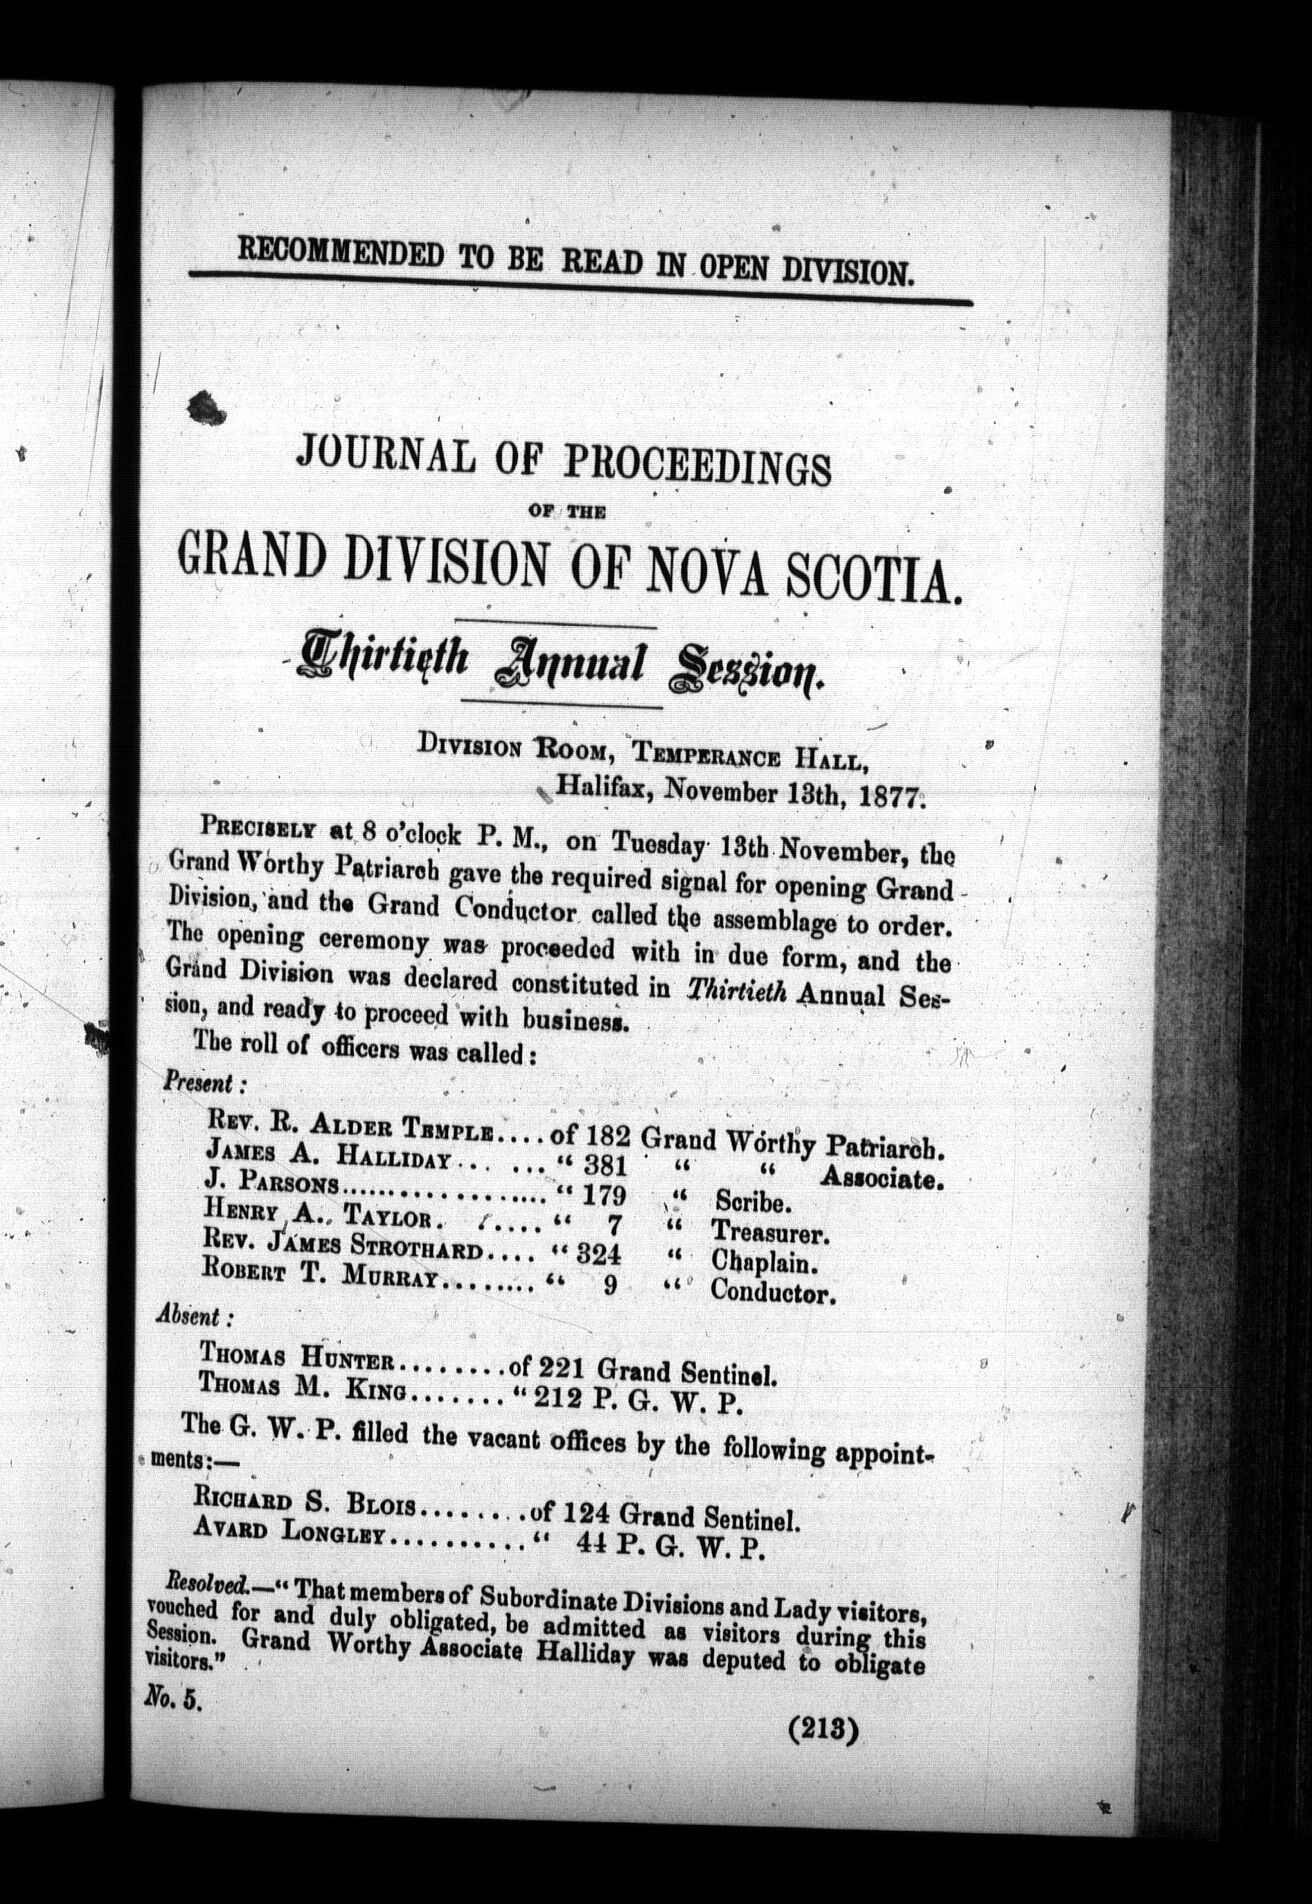 RECOMMENDED TO BE READ IN OPEN DIVISION.
JOURNAL OF PROCEEDINGS
OF THE
GRAND DIVISION OF NOVA SCOTIA.
Thirtieth Annual Session.
DIVISION ROOM, TEMPERANCE HALL,
Halifax, November 13th, 1877.
PRECISELY at 8 o'clock P. M., on Tuesday 13th November, the
Grand Worthy Patriarch gave the required signal for opening Grand
Division, and the Grand Conductor called the assemblage to order.
The opening ceremony was proceeded with in due form, and the
Grand Division was declared constituted in Thirtieth Annual Ses-
sion, and ready to proceed with business.
The roll of officers was called:
Present:
REV. R. ALDER TEMPLE.... of 182 Grand Worthy Patriarch.
JAMES A. HALLIDAY... ... " 381 " " Associate.
J. PARSONS................... " 179 " Scribe.
HENRY A. TAYLOR. ..... " 7 " Treasurer.
REV. JAMES STROTHARD.... " 324 " Chaplain.
ROBERT T. MURRAY........ " 9 " Conductor.
Absent:
THOMAS HUNTER........of 221 Grand Sentinel.
THOMAS M. KING....... " 212 P. G. W. P.
The G. W. P. filled the vacant offices by the following appoint-
ments:—
RICHARD S. BLOIS........of 124 Grand Sentinel.
AVARD LONGLEY.......... " 44 P. G. W. P.
Resolved.—"That members of Subordinate Divisions and Lady visitors,
vouched for and duly obligated, be admitted as visitors during this
Session. Grand Worthy Associate Halliday was deputed to obligate
visitors."
No. 5.
(213)